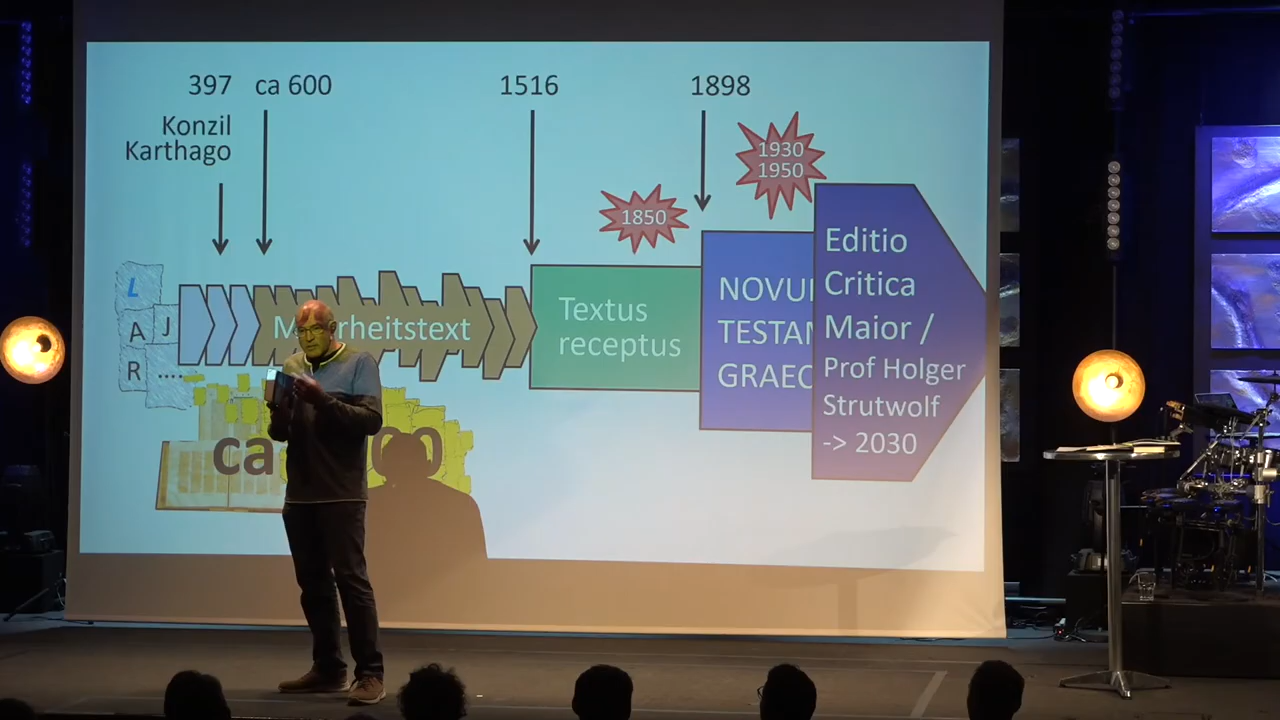 397 ca 600 1516 1898
Konzil
Karthago
1930
1950
1850
L
A J
R ....
Textus
receptus
NOVU
TESTA
GRAEC
Editio
Critica
Maior /
Prof Holger
Strutwolf
-> 2030
ca